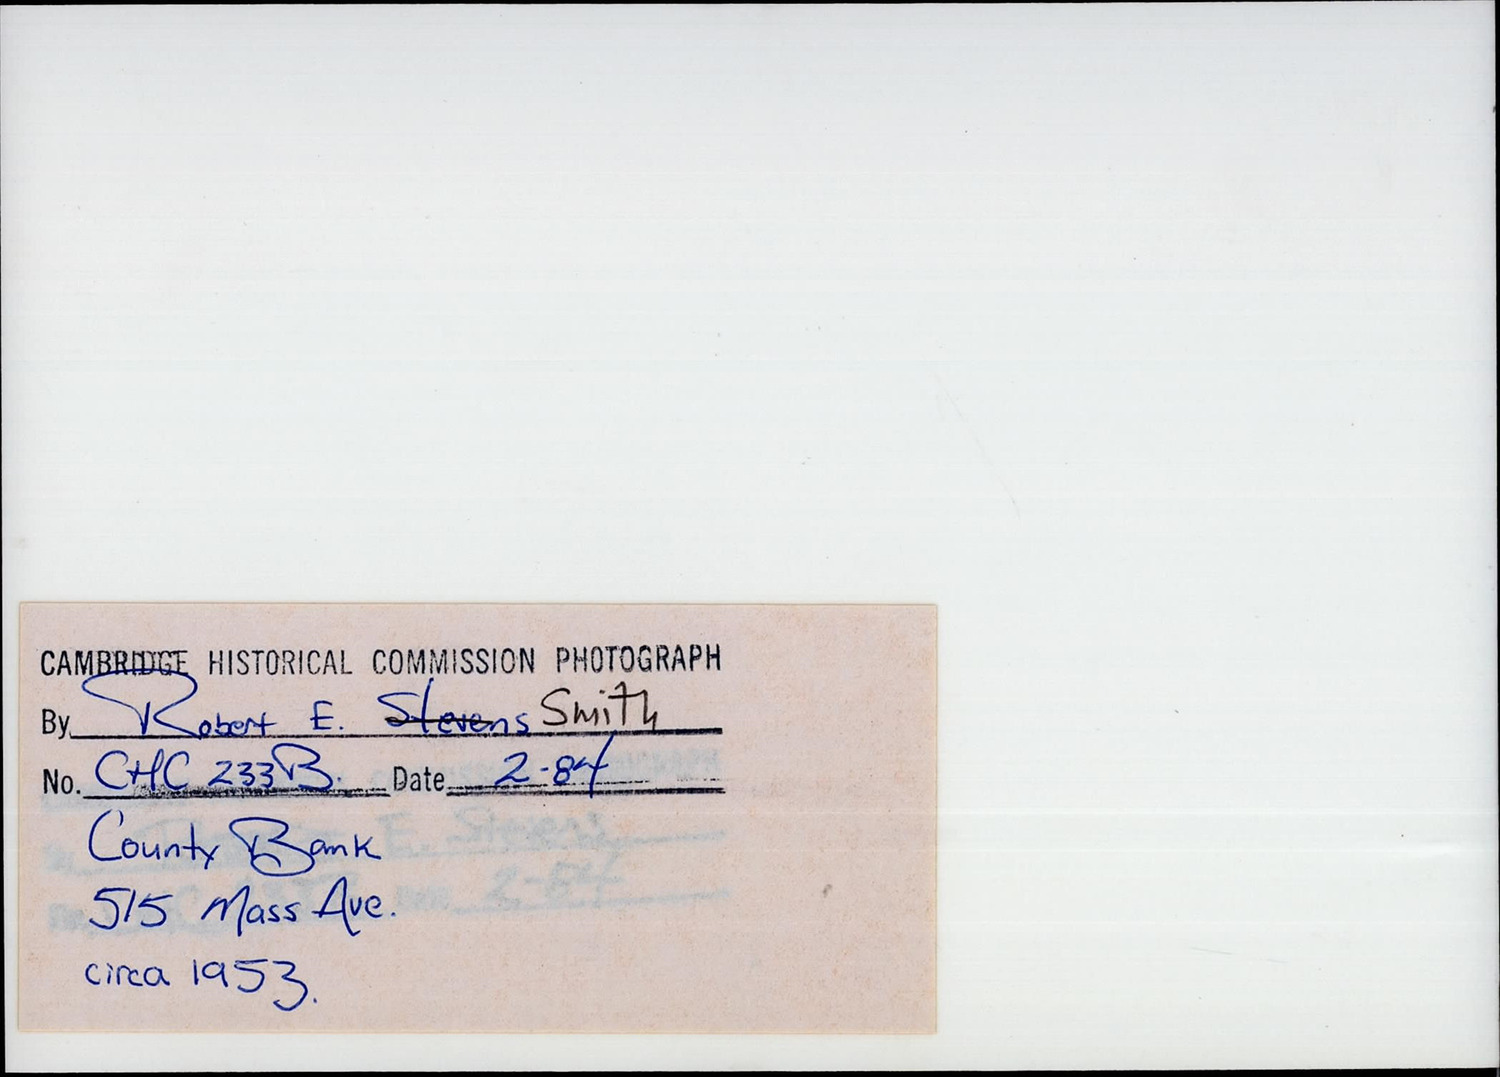 CAMBRIDGE HISTORICAL COMMISSION PHOTOGRAPH
By Robert E. Stevens Smith
No. CHC 233B. Date 2-84
County Bank
515 Mass Ave.
circa 1953.